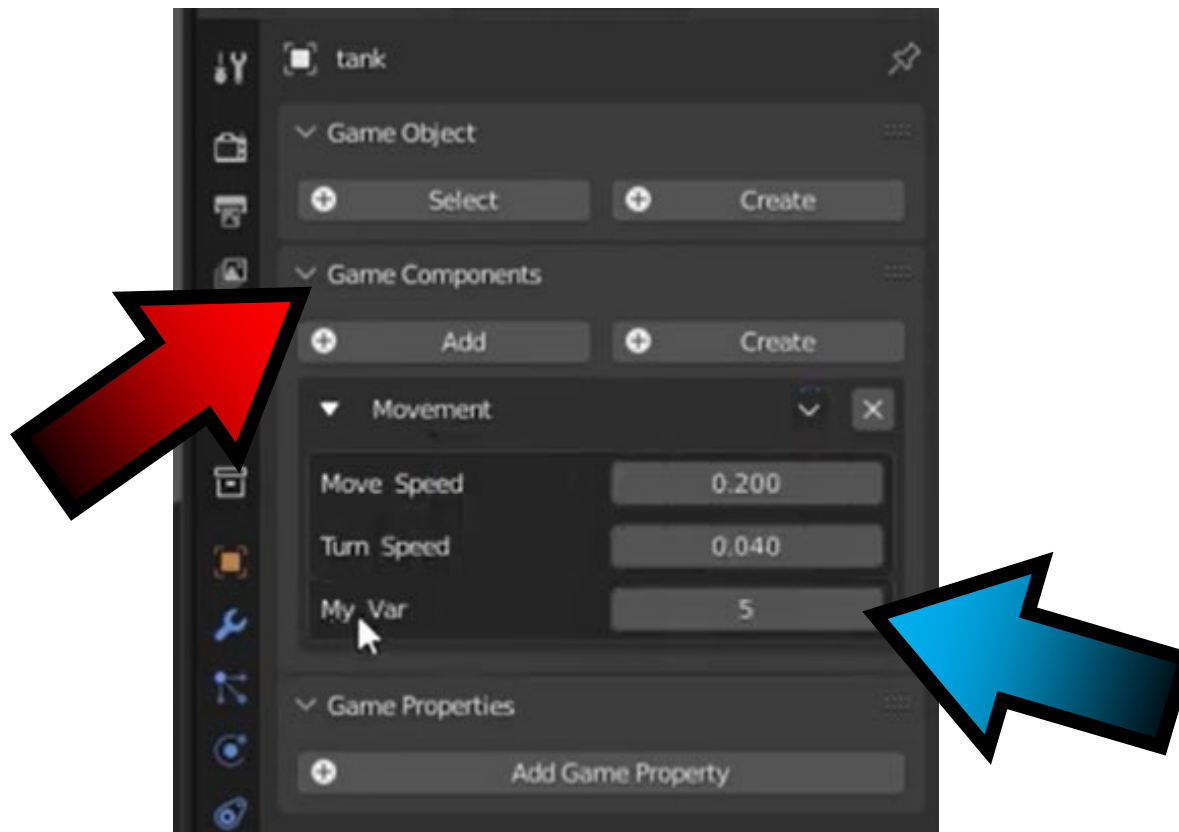 tank
Game Object
Select Create
Game Components
Add Create
Movement
Move Speed 0.200
Turn Speed 0.040
My Var 5
Game Properties
Add Game Property